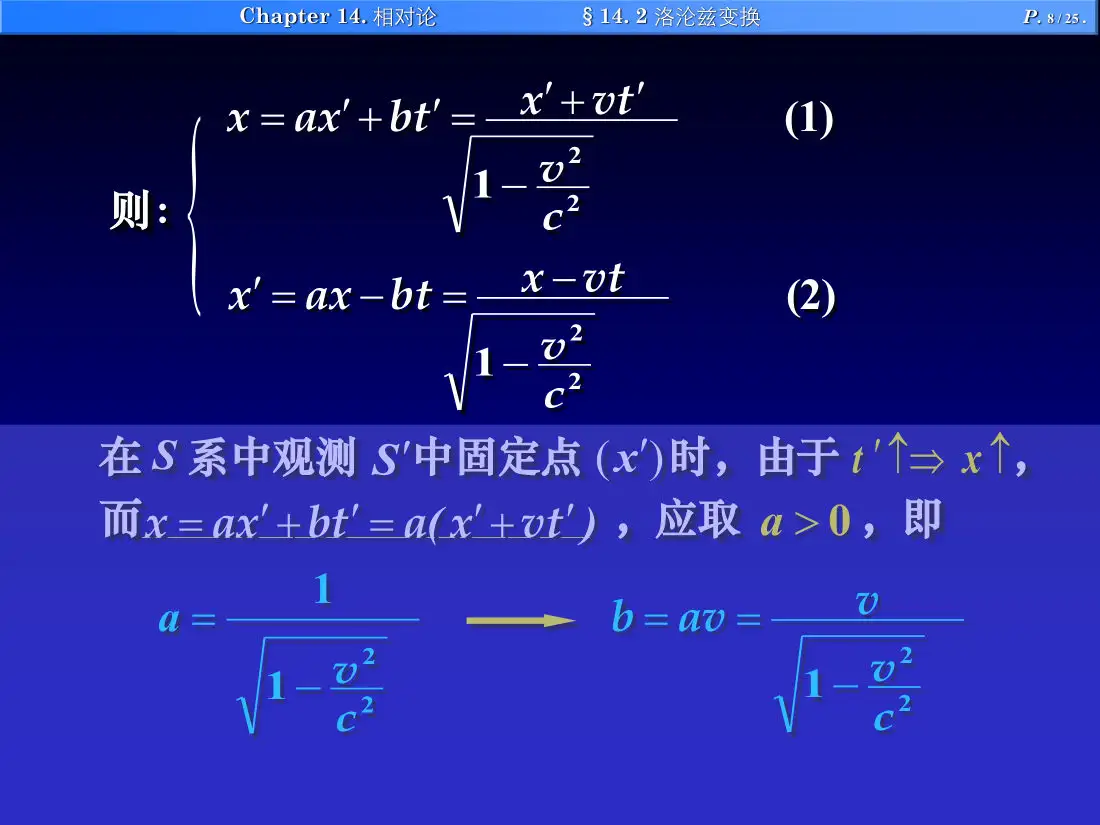 Chapter 14. 相对论 §14. 2 洛沦兹变换 P. 8 / 25 .
则: { x = ax′ + bt′ = (x′ + vt′) / √(1 − v²/c²) (1)
x′ = ax − bt = (x − vt) / √(1 − v²/c²) (2)
在 S 系中观测 S′中固定点 (x′)时，由于 t′↑⇒ x↑，
而x = ax′ + bt′ = a( x′ + vt′ ) ，应取 a > 0 ，即
a = 1 / √(1 − v²/c²) → b = av = v / √(1 − v²/c²)